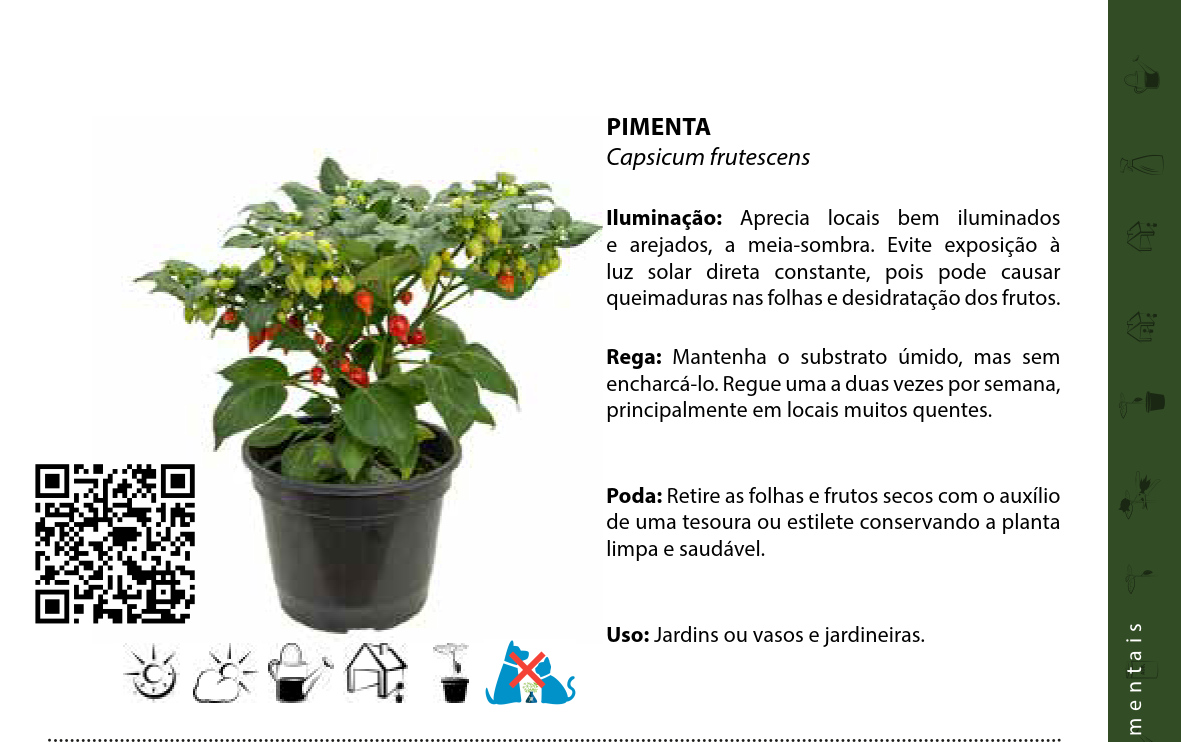 PIMENTA
Capsicum frutescens
Iluminação: Aprecia locais bem iluminados
e arejados, a meia-sombra. Evite exposição à
luz solar direta constante, pois pode causar
queimaduras nas folhas e desidratação dos frutos.
Rega: Mantenha o substrato úmido, mas sem
encharcá-lo. Regue uma a duas vezes por semana,
principalmente em locais muitos quentes.
Poda: Retire as folhas e frutos secos com o auxílio
de uma tesoura ou estilete conservando a planta
limpa e saudável.
Uso: Jardins ou vasos e jardineiras.
mentais